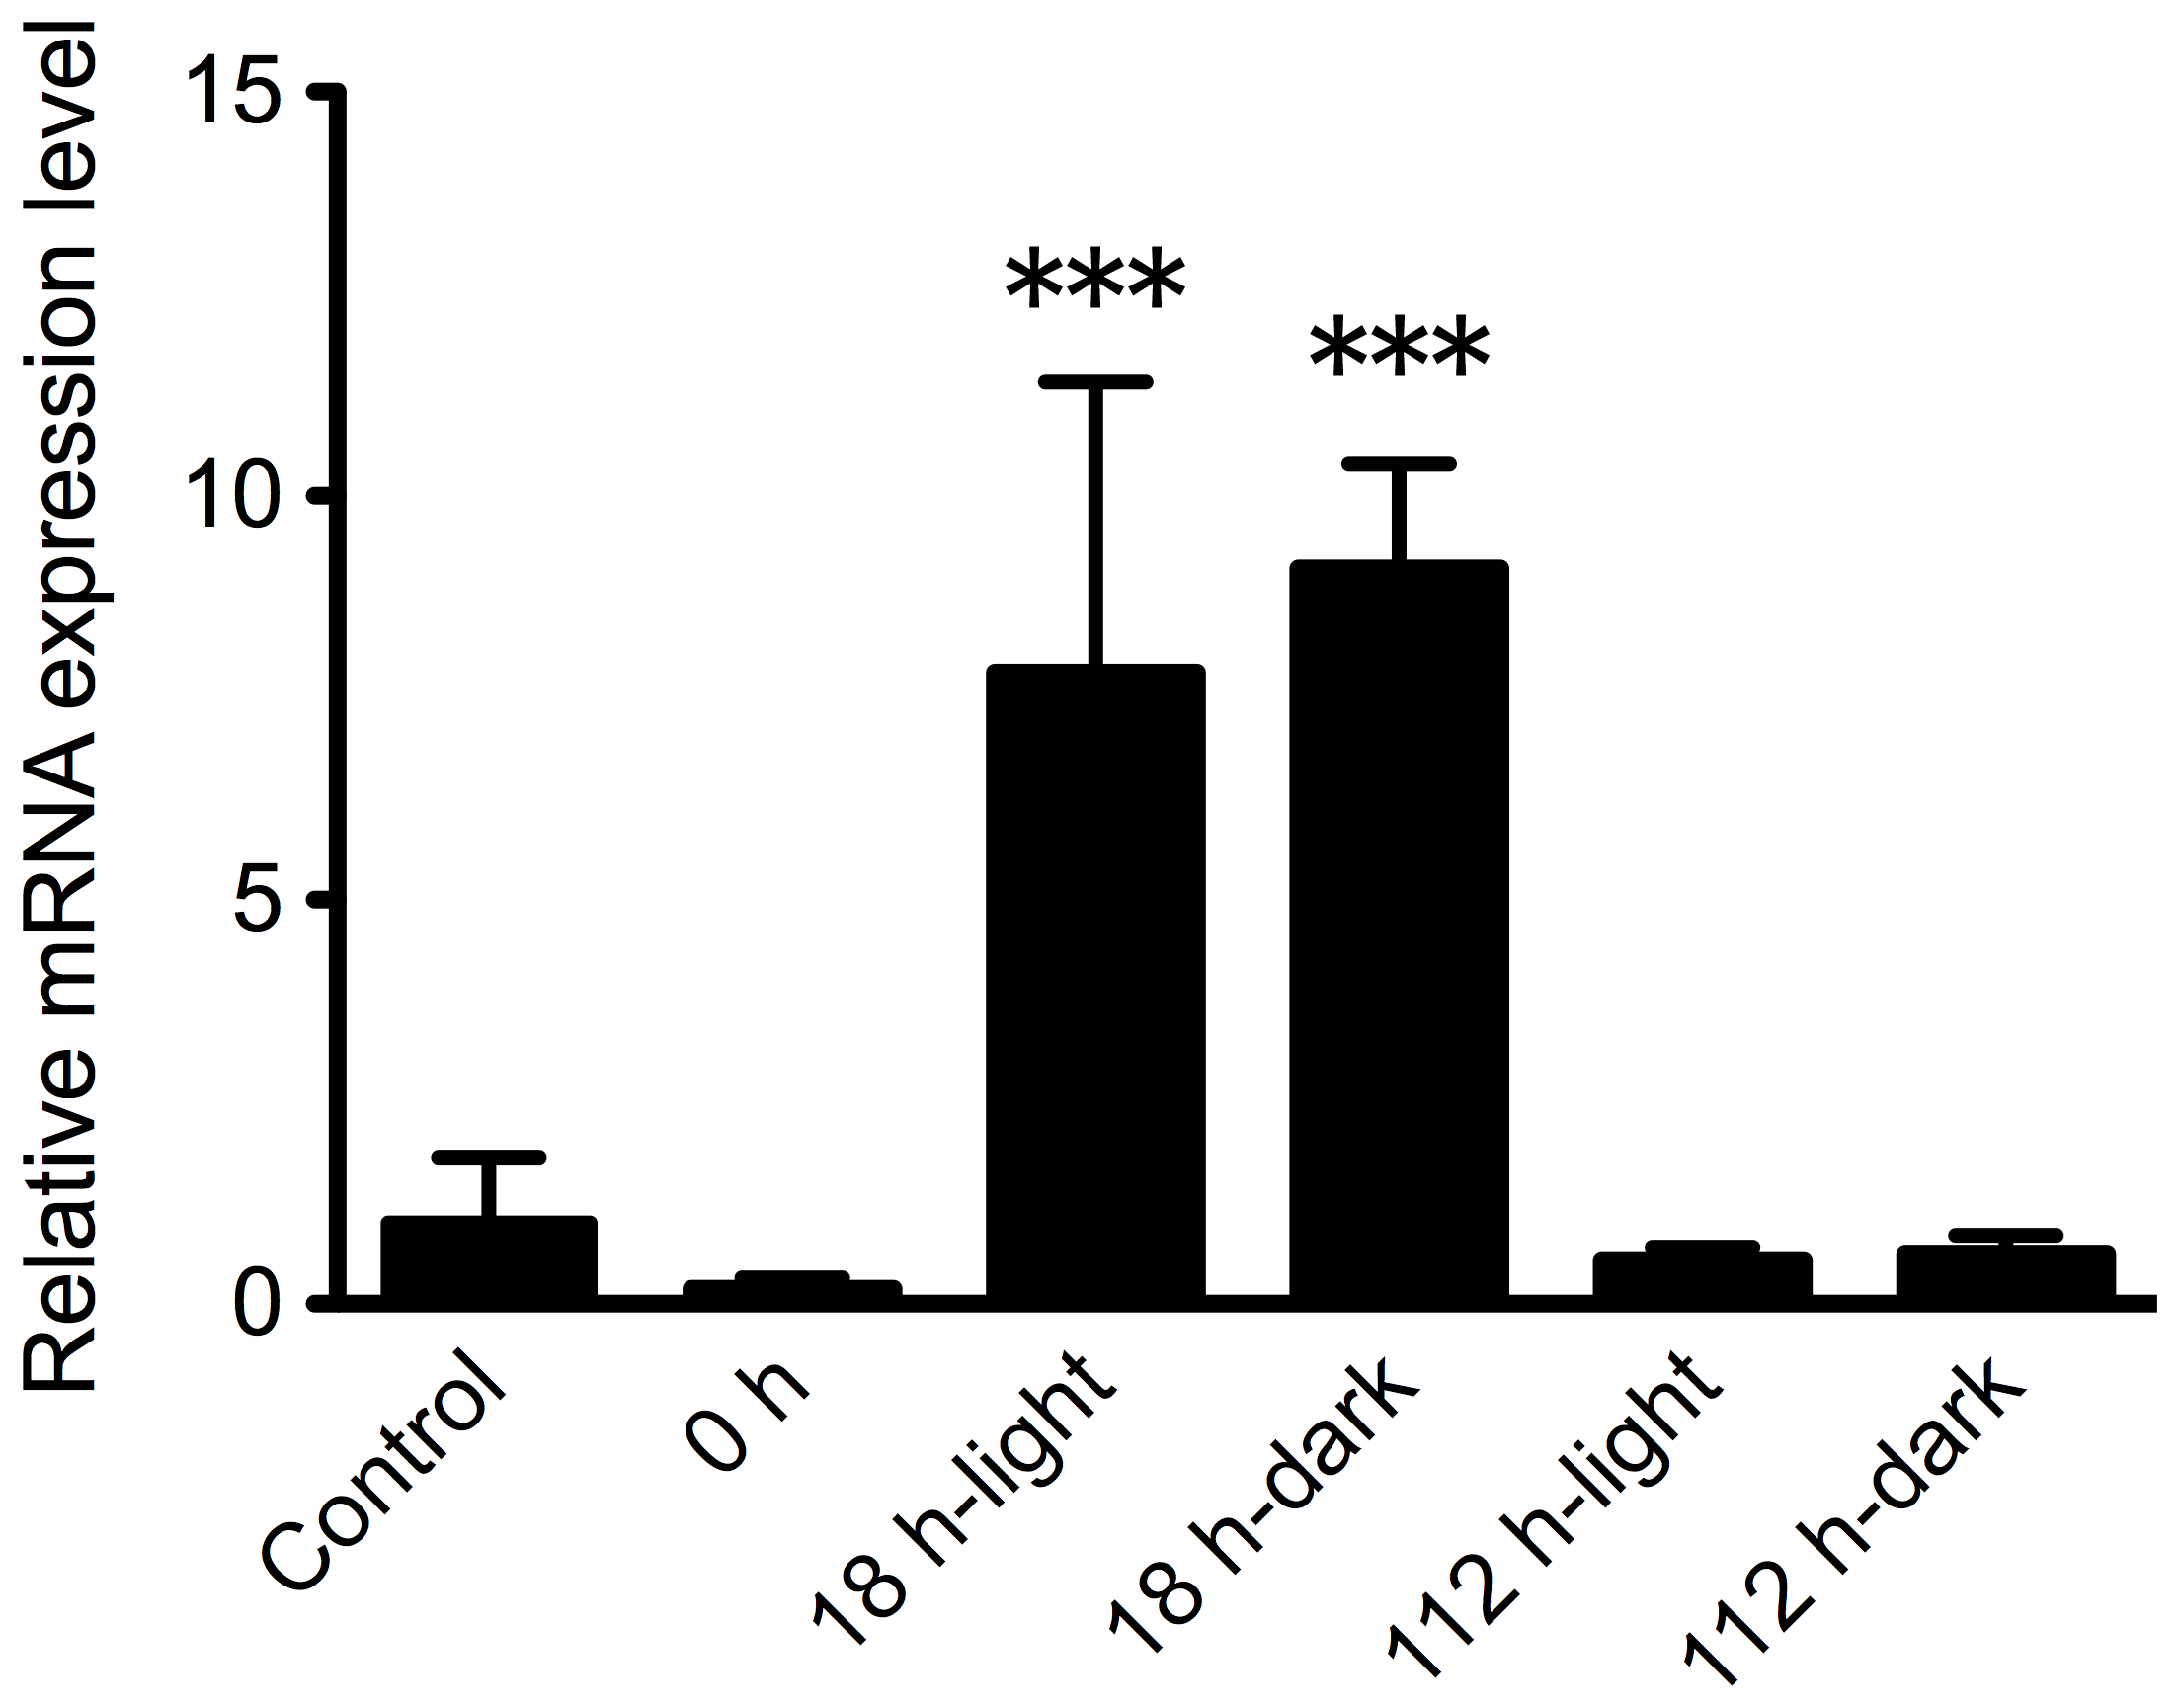 Relative mRNA expression level
15
10
5
0
***
***
Control
0 h
18 h-light
18 h-dark
112 h-light
112 h-dark